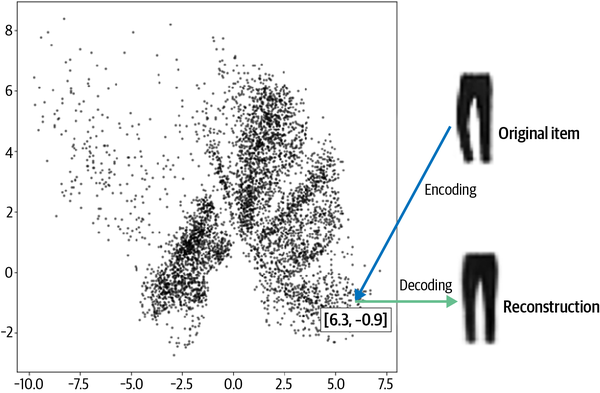 8
6
4
2
0
−2
−10.0 −7.5 −5.0 −2.5 0.0 2.5 5.0 7.5
Original item
Encoding
Decoding
[6.3, −0.9]
Reconstruction